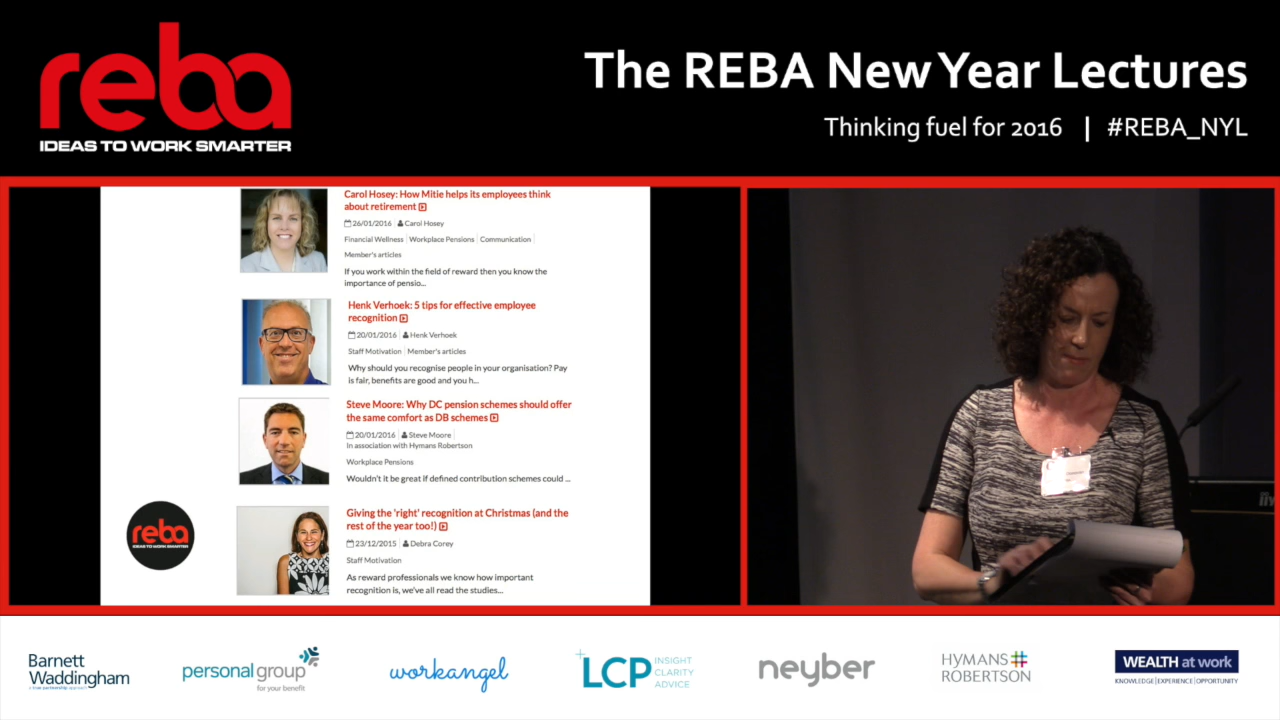 reba
IDEAS TO WORK SMARTER
The REBA New Year Lectures
Thinking fuel for 2016 | #REBA_NYL
Carol Hosey: How Mitie helps its employees think
about retirement
26/01/2016 Carol Hosey
Financial Wellness Workplace Pensions Communication
Member's articles
If you work within the field of reward then you know the
importance of pensio...
Henk Verhoek: 5 tips for effective employee
recognition
20/01/2016 Henk Verhoek
Staff Motivation Member's articles
Why should you recognise people in your organisation? Pay
is fair, benefits are good and you h...
Steve Moore: Why DC pension schemes should offer
the same comfort as DB schemes
20/01/2016 Steve Moore
In association with Hymans Robertson
Workplace Pensions
Wouldn't it be great if defined contribution schemes could ...
Giving the 'right' recognition at Christmas (and the
rest of the year too!)
23/12/2015 Debra Corey
Staff Motivation
As reward professionals we know how important
recognition is, we've all read the studies...
reba
IDEAS TO WORK SMARTER
Barnett
Waddingham
a true partnership approach
personal group
for your benefit
workangel
LCP INSIGHT
CLARITY
ADVICE
neyber
HYMANS
ROBERTSON
WEALTH at work
KNOWLEDGE | EXPERIENCE | OPPORTUNITY